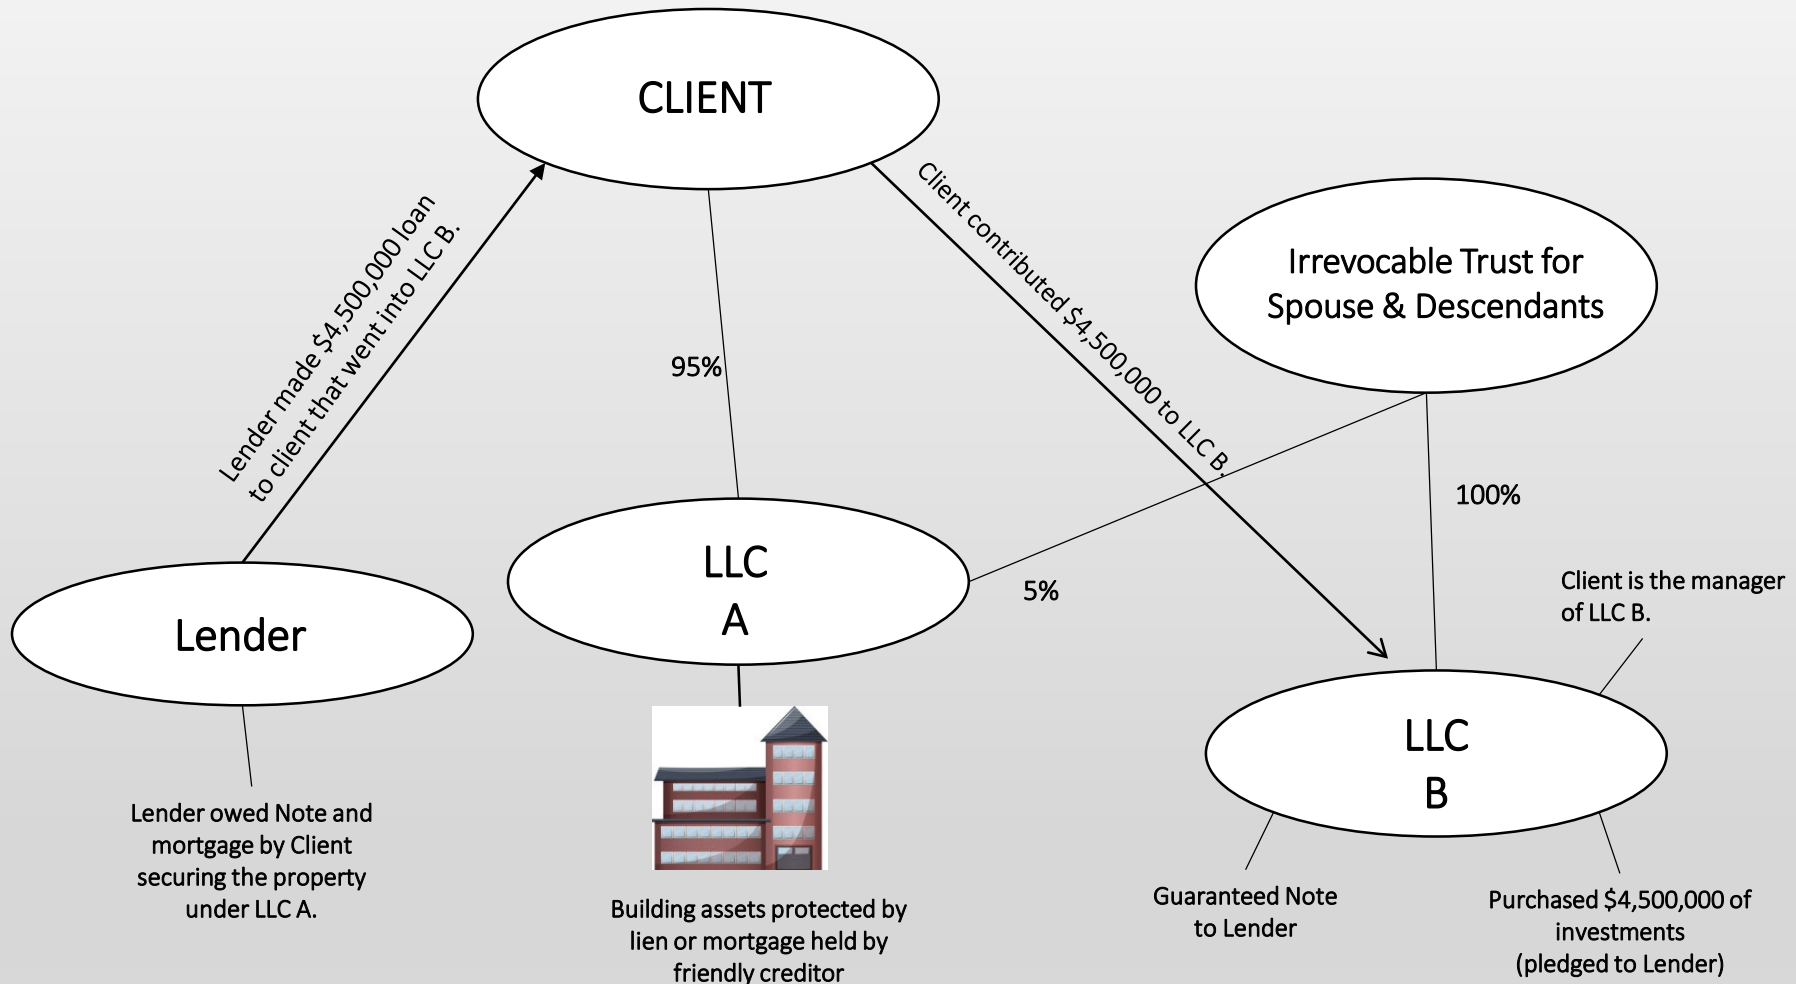 CLIENT
Lender made $4,500,000 loan
to client that went into LLC B.
Client contributed $4,500,000 to LLC B.
Irrevocable Trust for
Spouse & Descendants
95%
100%
5%
LLC
A
Lender
Client is the manager
of LLC B.
LLC
B
Lender owed Note and
mortgage by Client
securing the property
under LLC A.
Building assets protected by
lien or mortgage held by
friendly creditor
Guaranteed Note
to Lender
Purchased $4,500,000 of
investments
(pledged to Lender)